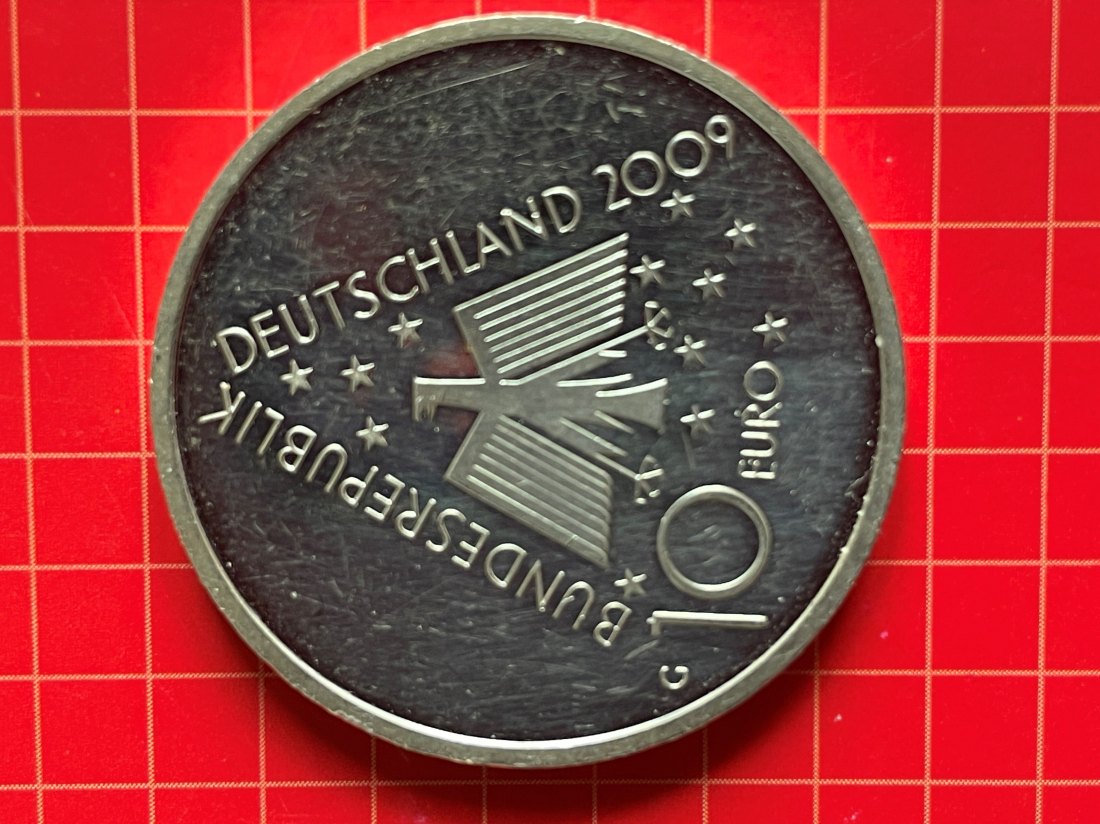 BUNDESREPUBLIK
DEUTSCHLAND 2009
G
10
EURO